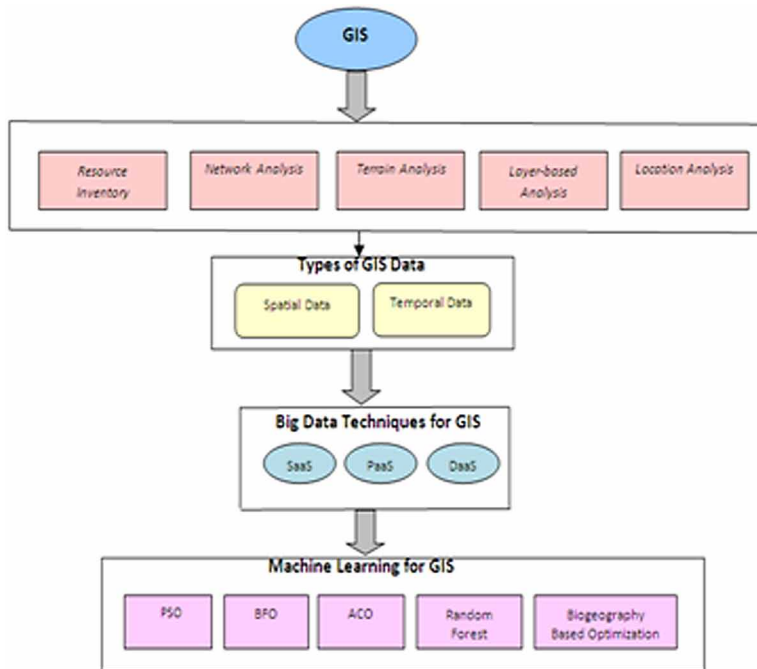 GIS
Resource
Inventory
Network Analysis
Terrain Analysis
Layer-based
Analysis
Location Analysis
Types of GIS Data
Spatial Data
Temporal Data
Big Data Techniques for GIS
SaaS
PaaS
DaaS
Machine Learning for GIS
PSO
BFO
ACO
Random
Forest
Biogeography
Based Optimization